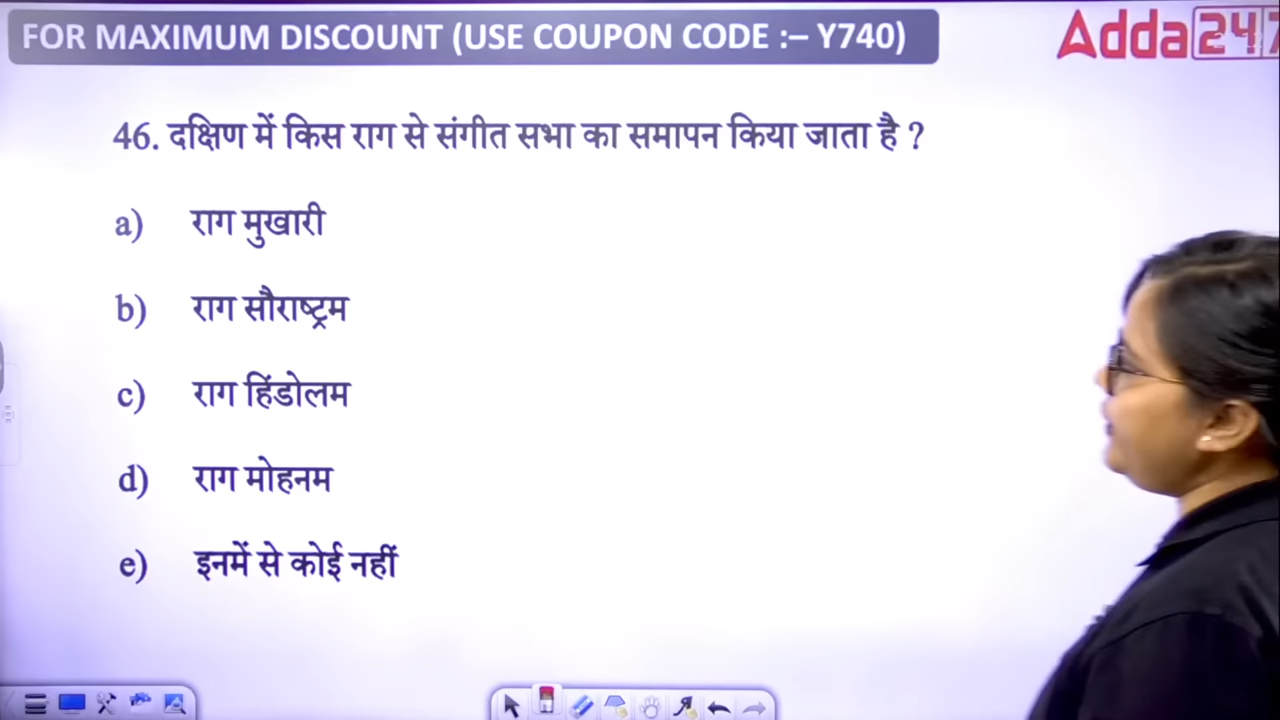 FOR MAXIMUM DISCOUNT (USE COUPON CODE :– Y740)
Adda247
46. दक्षिण में किस राग से संगीत सभा का समापन किया जाता है ?
a) राग मुखारी
b) राग सौराष्ट्रम
c) राग हिंडोलम
d) राग मोहनम
e) इनमें से कोई नहीं